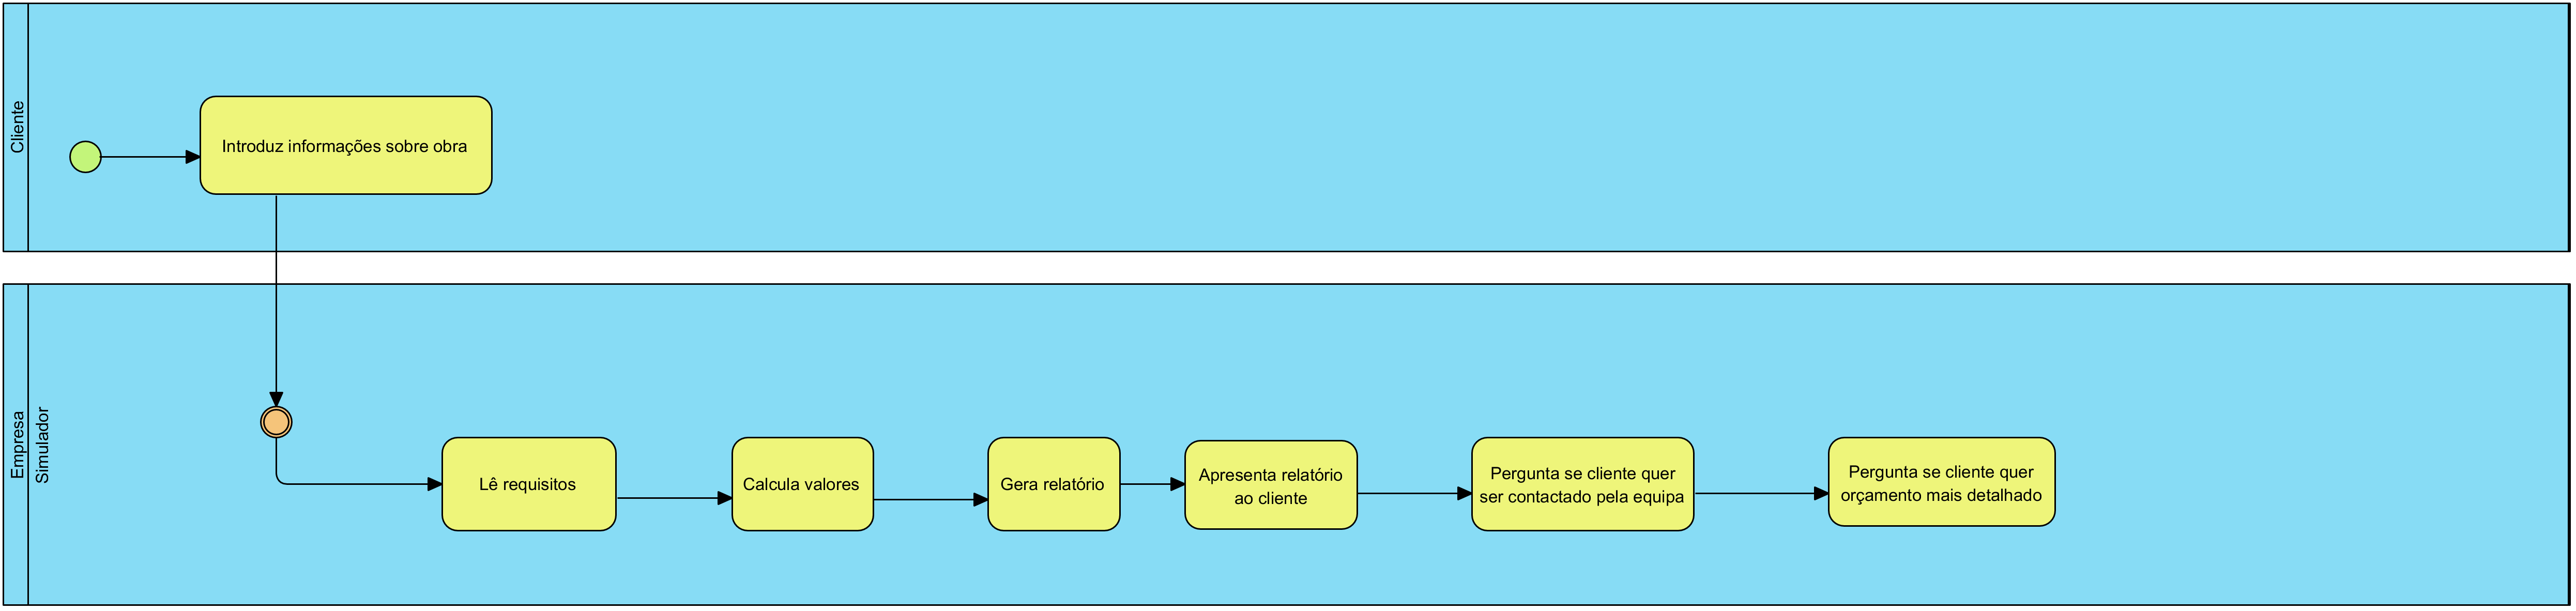 Cliente
Introduz informações sobre obra
Empresa
Simulador
Lê requisitos
Calcula valores
Gera relatório
Apresenta relatório
ao cliente
Pergunta se cliente quer
ser contactado pela equipa
Pergunta se cliente quer
orçamento mais detalhado